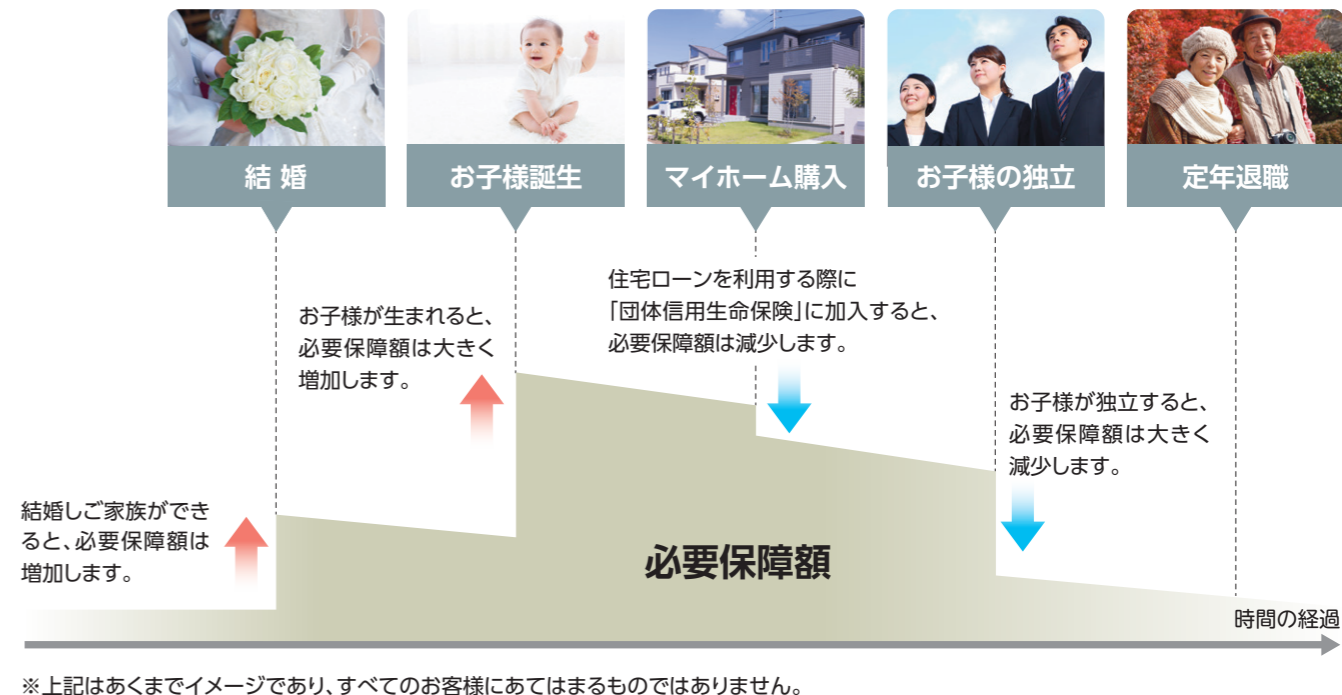 結婚
お子様誕生
マイホーム購入
お子様の独立
定年退職
住宅ローンを利用する際に
「団体信用生命保険」に加入すると、
必要保障額は減少します。
お子様が生まれると、
必要保障額は大きく
増加します。
お子様が独立すると、
必要保障額は大きく
減少します。
結婚しご家族ができ
ると、必要保障額は
増加します。
必要保障額
時間の経過
※上記はあくまでイメージであり、すべてのお客様にあてはまるものではありません。